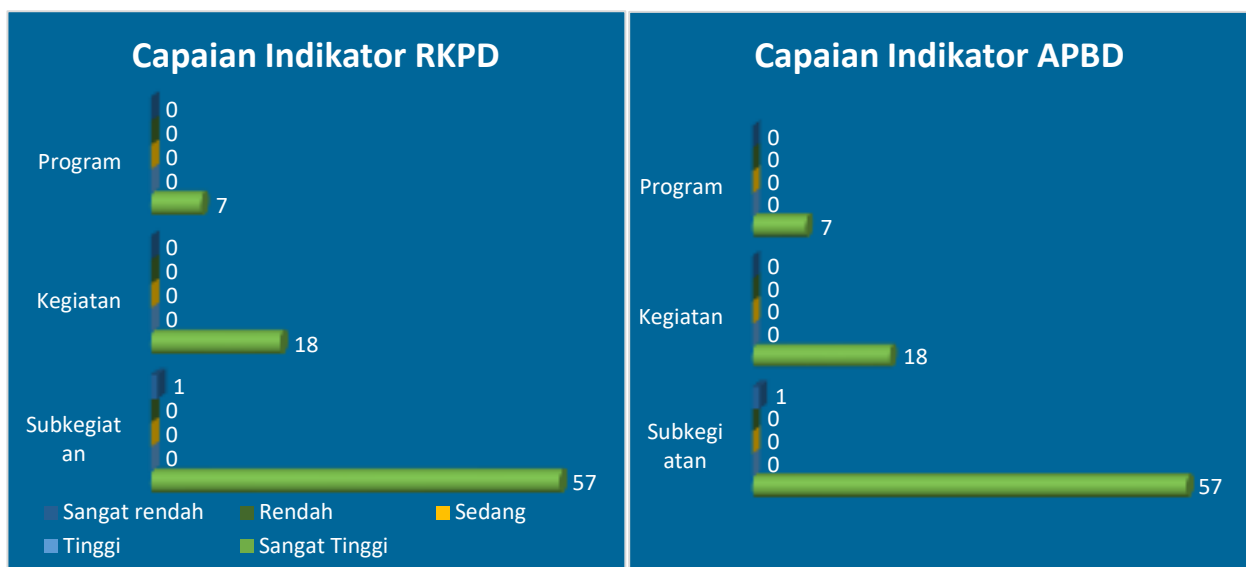 Capaian Indikator RKPD
0
0
Program
0
0
7
0
0
Kegiatan
0
0
18
1
0
Subkegiat
an
0
0
57
Sangat rendah Rendah Sedang
Tinggi Sangat Tinggi
Capaian Indikator APBD
0
0
Program
0
0
7
0
0
Kegiatan
0
0
18
1
0
Subkegi
atan
0
0
57